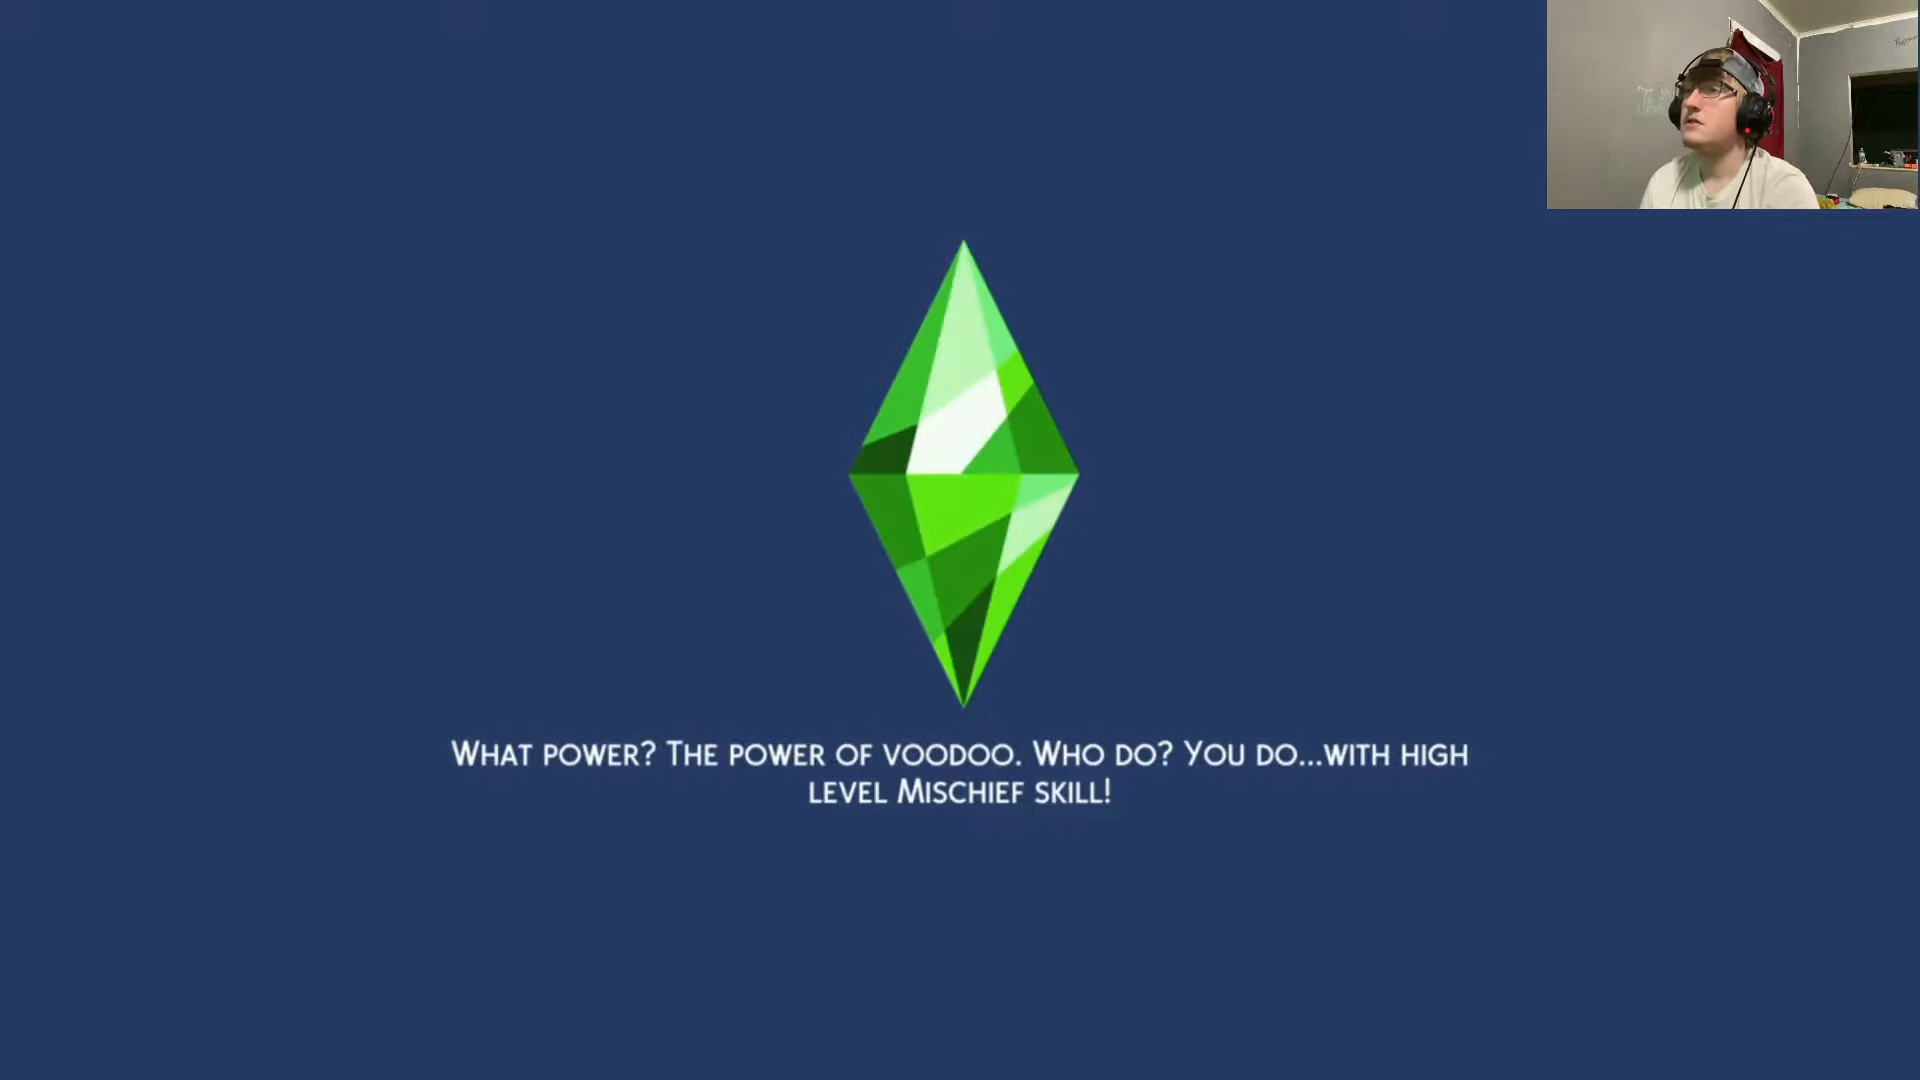 What power? The power of voodoo. Who do? You do...with high
level Mischief skill!